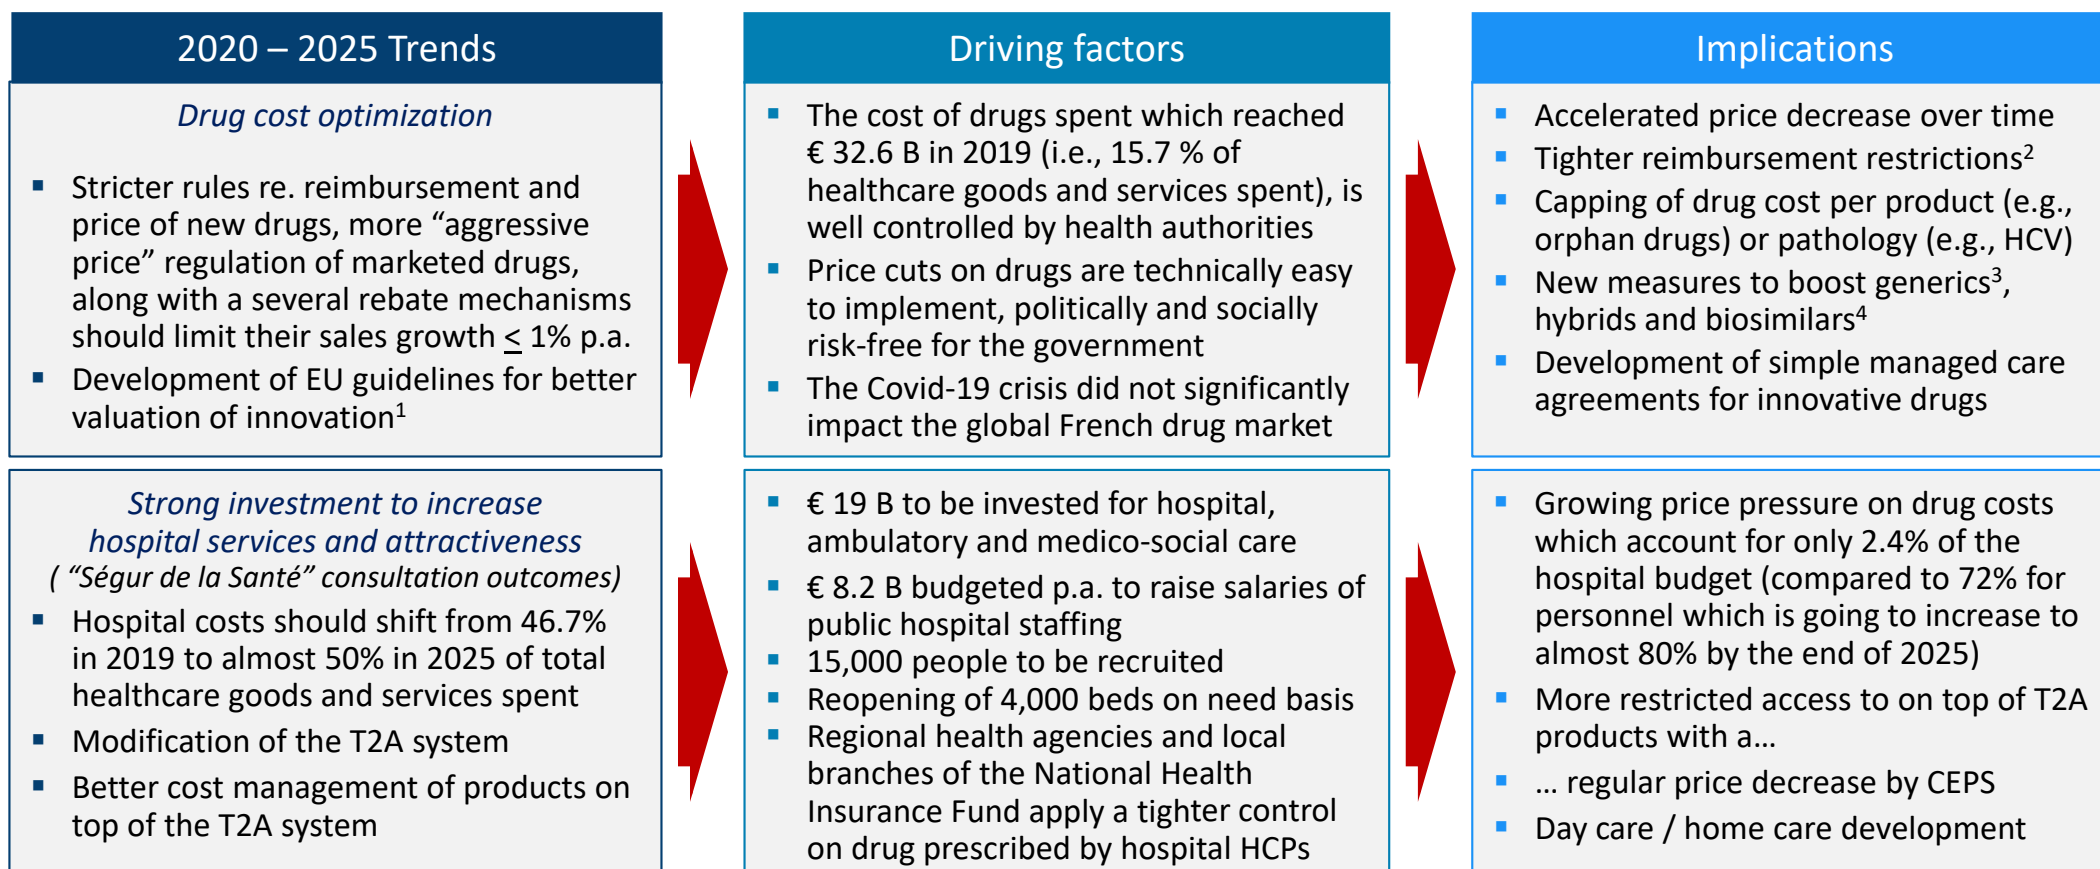 2020 – 2025 Trends
Drug cost optimization
▪ Stricter rules re. reimbursement and
price of new drugs, more “aggressive
price” regulation of marketed drugs,
along with a several rebate mechanisms
should limit their sales growth < 1% p.a.
▪ Development of EU guidelines for better
valuation of innovation1
Driving factors
▪ The cost of drugs spent which reached
€ 32.6 B in 2019 (i.e., 15.7 % of
healthcare goods and services spent), is
well controlled by health authorities
▪ Price cuts on drugs are technically easy
to implement, politically and socially
risk-free for the government
▪ The Covid-19 crisis did not significantly
impact the global French drug market
Implications
▪ Accelerated price decrease over time
▪ Tighter reimbursement restrictions2
▪ Capping of drug cost per product (e.g.,
orphan drugs) or pathology (e.g., HCV)
▪ New measures to boost generics3,
hybrids and biosimilars4
▪ Development of simple managed care
agreements for innovative drugs
Strong investment to increase
hospital services and attractiveness
( “Ségur de la Santé” consultation outcomes)
▪ Hospital costs should shift from 46.7%
in 2019 to almost 50% in 2025 of total
healthcare goods and services spent
▪ Modification of the T2A system
▪ Better cost management of products on
top of the T2A system
▪ € 19 B to be invested for hospital,
ambulatory and medico-social care
▪ € 8.2 B budgeted p.a. to raise salaries of
public hospital staffing
▪ 15,000 people to be recruited
▪ Reopening of 4,000 beds on need basis
▪ Regional health agencies and local
branches of the National Health
Insurance Fund apply a tighter control
on drug prescribed by hospital HCPs
▪ Growing price pressure on drug costs
which account for only 2.4% of the
hospital budget (compared to 72% for
personnel which is going to increase to
almost 80% by the end of 2025)
▪ More restricted access to on top of T2A
products with a…
▪ … regular price decrease by CEPS
▪ Day care / home care development